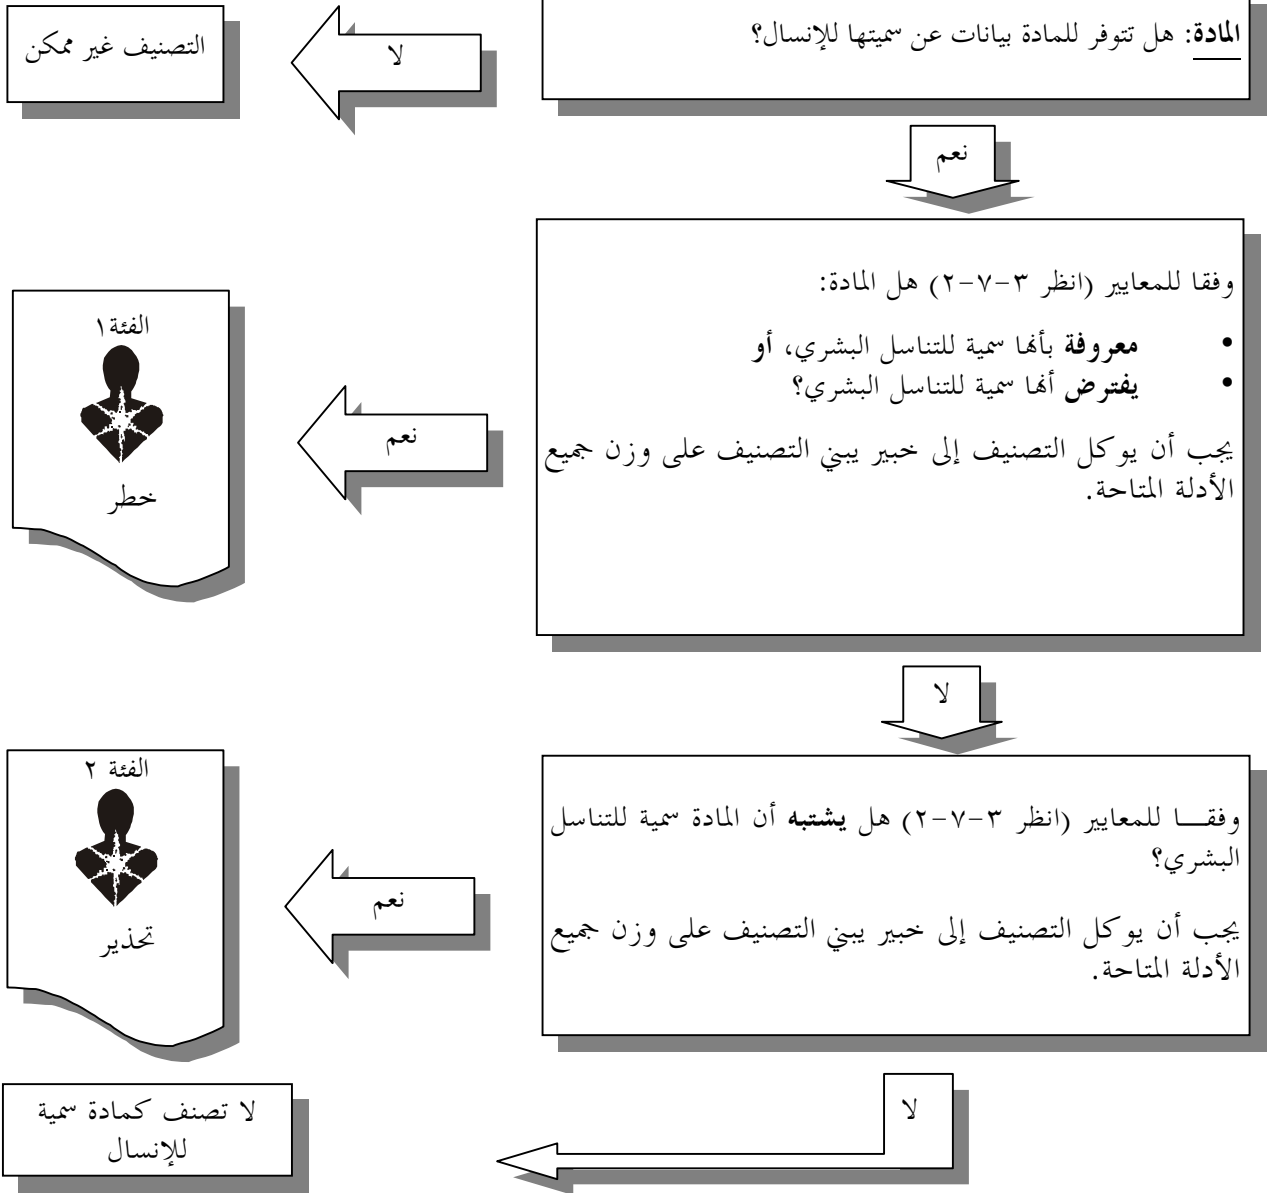 المادة: هل تتوفر للمادة بيانات عن سميتها للإنسال؟
لا
التصنيف غير ممكن
نعم
وفقا للمعايير (انظر ٣-٧-٢) هل المادة:
• معروفة بأنها سمية للتناسل البشري، أو
• يفترض أنها سمية للتناسل البشري؟
يجب أن يوكل التصنيف إلى خبير يبني التصنيف على وزن جميع
الأدلة المتاحة.
نعم
الفئة١
خطر
لا
وفقـــا للمعايير (انظر ٣-٧-٢) هل يشتبه أن المادة سمية للتناسل
البشري؟
يجب أن يوكل التصنيف إلى خبير يبني التصنيف على وزن جميع
الأدلة المتاحة.
نعم
الفئة ٢
تحذير
لا
لا تصنف كمادة سمية
للإنسال